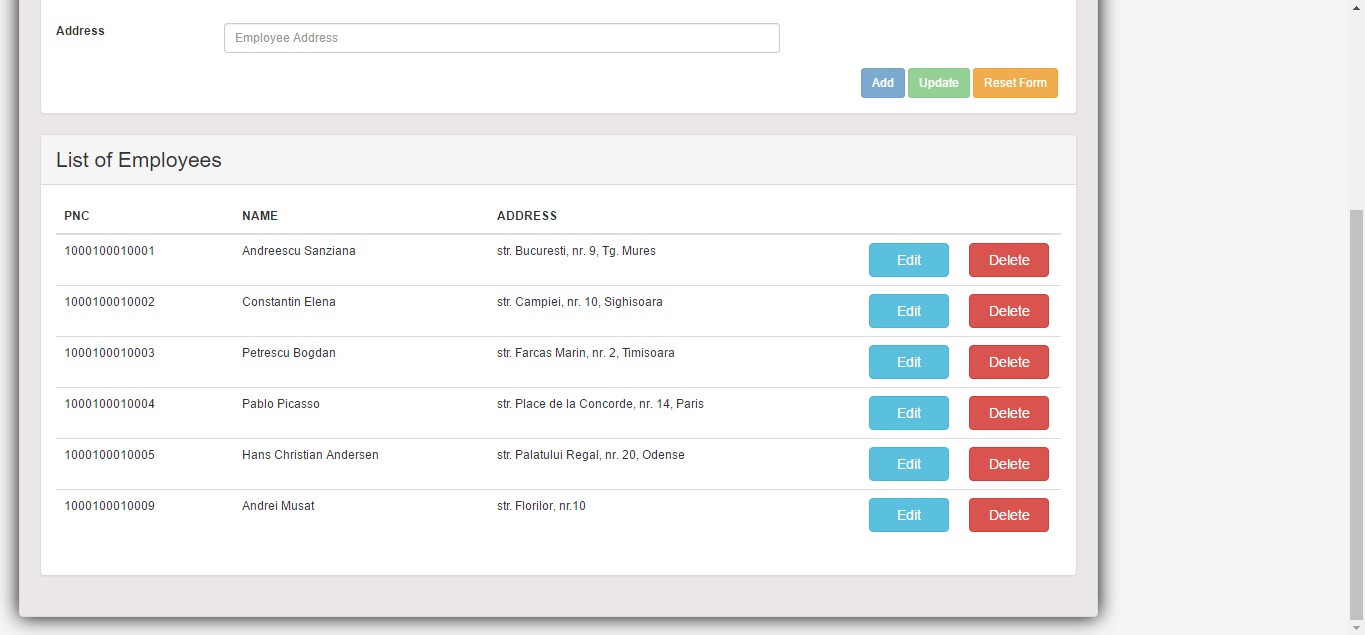 Address
Employee Address
Add Update Reset Form
List of Employees
PNC NAME ADDRESS
1000100010001 Andreescu Sanziana str. Bucuresti, nr. 9, Tg. Mures Edit Delete
1000100010002 Constantin Elena str. Campiei, nr. 10, Sighisoara Edit Delete
1000100010003 Petrescu Bogdan str. Farcas Marin, nr. 2, Timisoara Edit Delete
1000100010004 Pablo Picasso str. Place de la Concorde, nr. 14, Paris Edit Delete
1000100010005 Hans Christian Andersen str. Palatului Regal, nr. 20, Odense Edit Delete
1000100010009 Andrei Musat str. Florilor, nr.10 Edit Delete